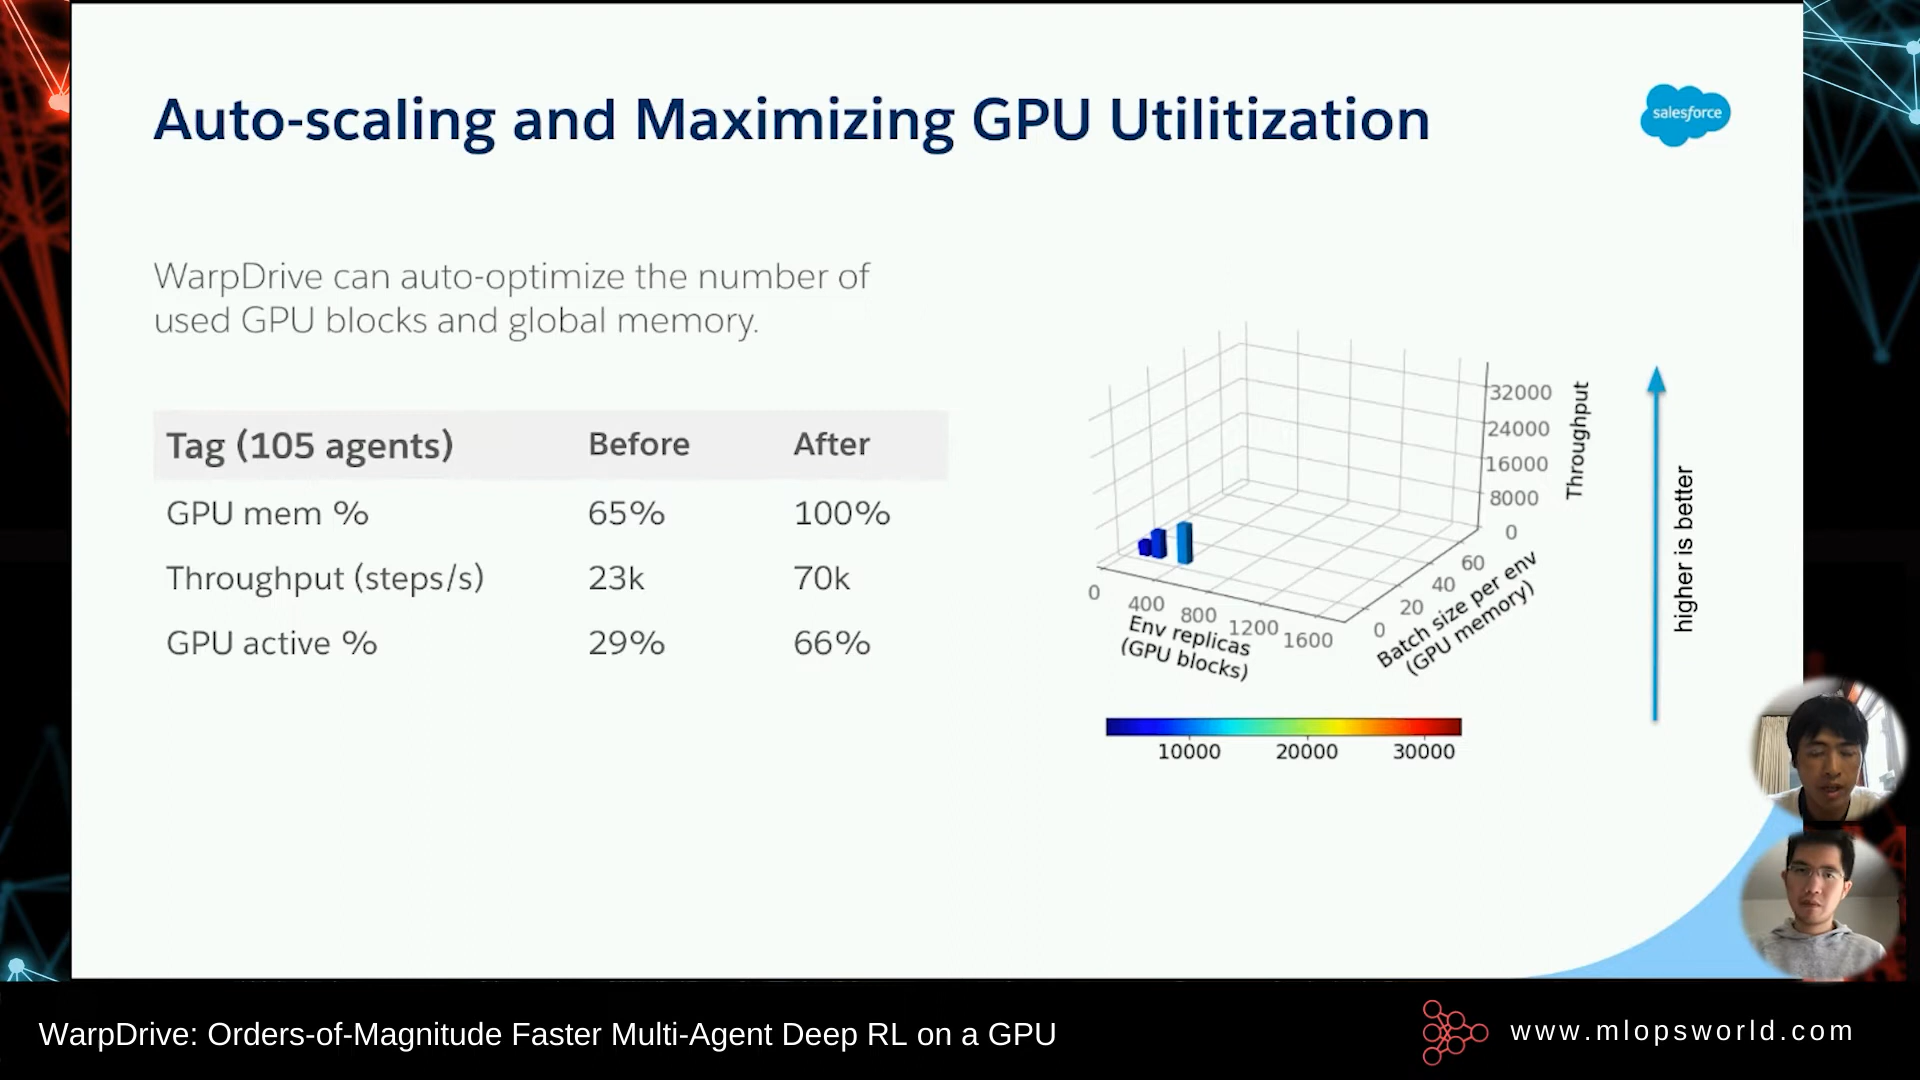 Auto-scaling and Maximizing GPU Utilitization
salesforce
WarpDrive can auto-optimize the number of
used GPU blocks and global memory.
Tag (105 agents) Before After
GPU mem % 65% 100%
Throughput (steps/s) 23k 70k
GPU active % 29% 66%
32000
24000
16000
8000
0
Throughput
0
400
800
1200
1600
Env replicas
(GPU blocks)
0
20
40
60
Batch size per env
(GPU memory)
10000 20000 30000
higher is better
WarpDrive: Orders-of-Magnitude Faster Multi-Agent Deep RL on a GPU
www.mlopsworld.com